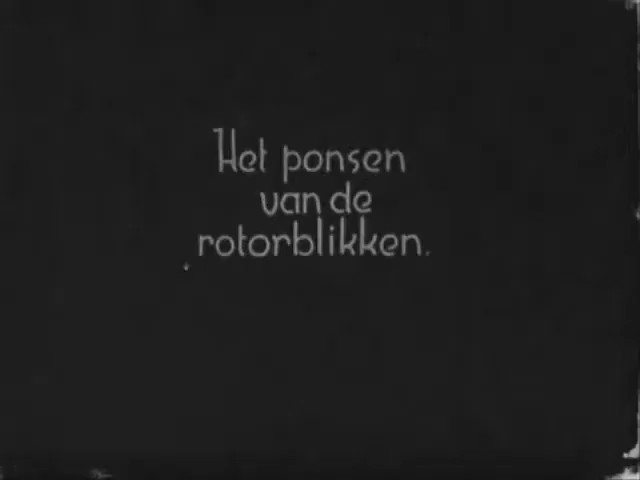 Het ponsen
van de
rotorblikken.